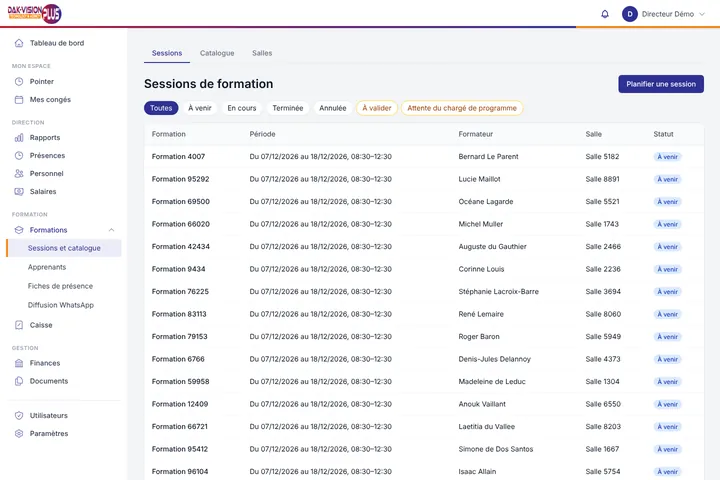 DAK-VISION
PLUS
Directeur Démo
D
Tableau de bord
MON ESPACE
Pointer
Mes congés
DIRECTION
Rapports
Présences
Personnel
Salaires
FORMATION
Formations
Sessions et catalogue
Apprenants
Fiches de présence
Diffusion WhatsApp
Caisse
GESTION
Finances
Documents
Utilisateurs
Paramètres
Sessions Catalogue Salles
Sessions de formation
Planifier une session
Toutes À venir En cours Terminée Annulée À valider Attente du chargé de programme
Formation Période Formateur Salle Statut
Formation 4007 Du 07/12/2026 au 18/12/2026, 08:30–12:30 Bernard Le Parent Salle 5182 À venir
Formation 95292 Du 07/12/2026 au 18/12/2026, 08:30–12:30 Lucie Maillot Salle 8891 À venir
Formation 69500 Du 07/12/2026 au 18/12/2026, 08:30–12:30 Océane Lagarde Salle 5521 À venir
Formation 66020 Du 07/12/2026 au 18/12/2026, 08:30–12:30 Michel Muller Salle 1743 À venir
Formation 42434 Du 07/12/2026 au 18/12/2026, 08:30–12:30 Auguste du Gauthier Salle 2466 À venir
Formation 9434 Du 07/12/2026 au 18/12/2026, 08:30–12:30 Corinne Louis Salle 2236 À venir
Formation 76225 Du 07/12/2026 au 18/12/2026, 08:30–12:30 Stéphanie Lacroix-Barre Salle 3694 À venir
Formation 83113 Du 07/12/2026 au 18/12/2026, 08:30–12:30 René Lemaire Salle 8060 À venir
Formation 79153 Du 07/12/2026 au 18/12/2026, 08:30–12:30 Roger Baron Salle 5949 À venir
Formation 6766 Du 07/12/2026 au 18/12/2026, 08:30–12:30 Denis-Jules Delannoy Salle 4373 À venir
Formation 59958 Du 07/12/2026 au 18/12/2026, 08:30–12:30 Madeleine de Leduc Salle 1304 À venir
Formation 12409 Du 07/12/2026 au 18/12/2026, 08:30–12:30 Anouk Vaillant Salle 6550 À venir
Formation 66721 Du 07/12/2026 au 18/12/2026, 08:30–12:30 Laetitia du Vallee Salle 8203 À venir
Formation 95412 Du 07/12/2026 au 18/12/2026, 08:30–12:30 Simone de Dos Santos Salle 1667 À venir
Formation 96104 Du 07/12/2026 au 18/12/2026, 08:30–12:30 Isaac Allain Salle 5754 À venir